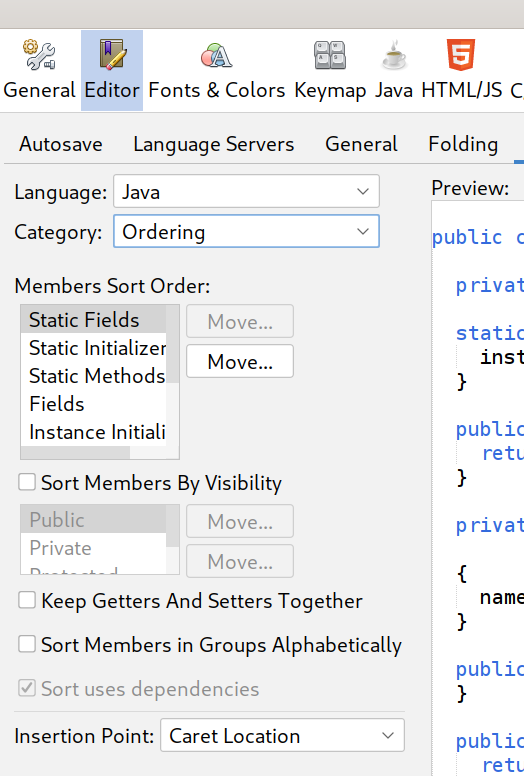 General Editor Fonts & Colors Keymap Java HTML/JS
Autosave Language Servers General Folding
Language: Java
Category: Ordering
Preview:
Members Sort Order:
Static Fields
Static Initializer
Static Methods
Fields
Instance Initiali
Move...
Move...
Sort Members By Visibility
Public
Private
Protected
Move...
Move...
Keep Getters And Setters Together
Sort Members in Groups Alphabetically
Sort uses dependencies
Insertion Point: Caret Location
public c
privat
static
inst
}
public
retu
}
privat
{
name
}
public
}
public
retu